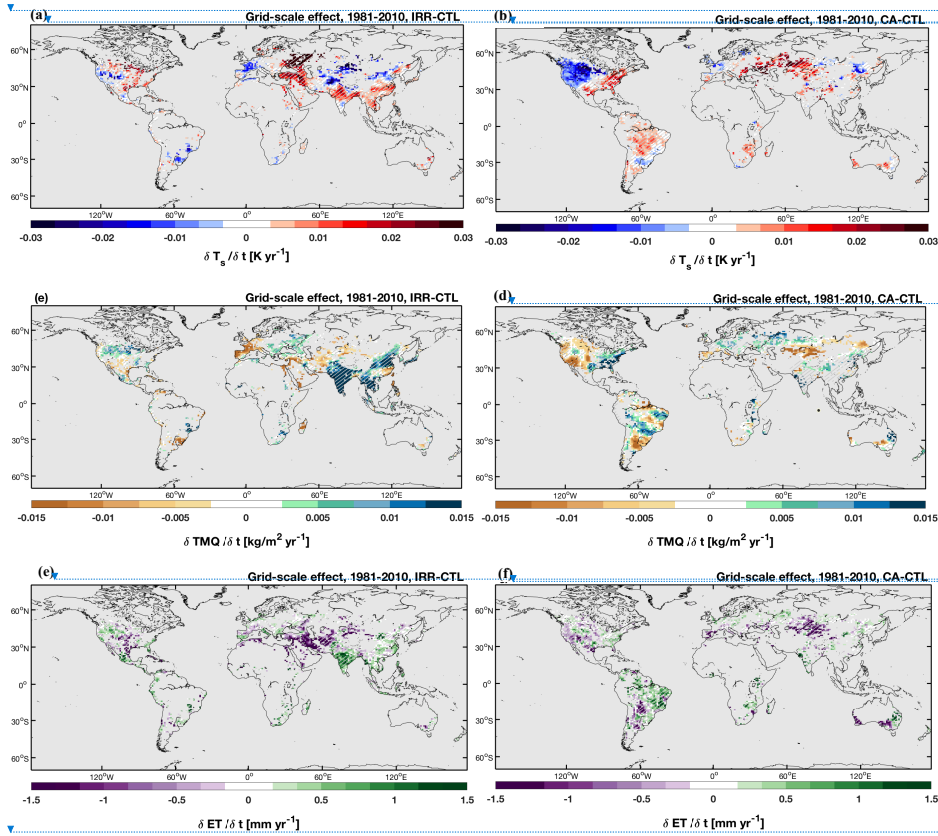 (a) Grid-scale effect, 1981-2010, IRR-CTL
60°N
30°N
0°
30°S
60°S
120°W 60°W 0° 60°E 120°E
-0.03 -0.02 -0.01 0 0.01 0.02 0.03
δ Ts /δ t [K yr-1]
(b) Grid-scale effect, 1981-2010, CA-CTL
60°N
30°N
0°
30°S
60°S
120°W 60°W 0° 60°E 120°E
-0.03 -0.02 -0.01 0 0.01 0.02 0.03
δ Ts /δ t [K yr-1]
(e) Grid-scale effect, 1981-2010, IRR-CTL
60°N
30°N
0°
30°S
60°S
120°W 60°W 0° 60°E 120°E
-0.015 -0.01 -0.005 0 0.005 0.01 0.015
δ TMQ /δ t [kg/m2 yr-1]
(d) Grid-scale effect, 1981-2010, CA-CTL
60°N
30°N
0°
30°S
60°S
120°W 60°W 0° 60°E 120°E
-0.015 -0.01 -0.005 0 0.005 0.01 0.015
δ TMQ /δ t [kg/m2 yr-1]
(e) Grid-scale effect, 1981-2010, IRR-CTL
60°N
30°N
0°
30°S
60°S
120°W 60°W 0° 60°E 120°E
-1.5 -1 -0.5 0 0.5 1 1.5
δ ET /δ t [mm yr-1]
(f) Grid-scale effect, 1981-2010, CA-CTL
60°N
30°N
0°
30°S
60°S
120°W 60°W 0° 60°E 120°E
-1.5 -1 -0.5 0 0.5 1 1.5
δ ET /δ t [mm yr-1]